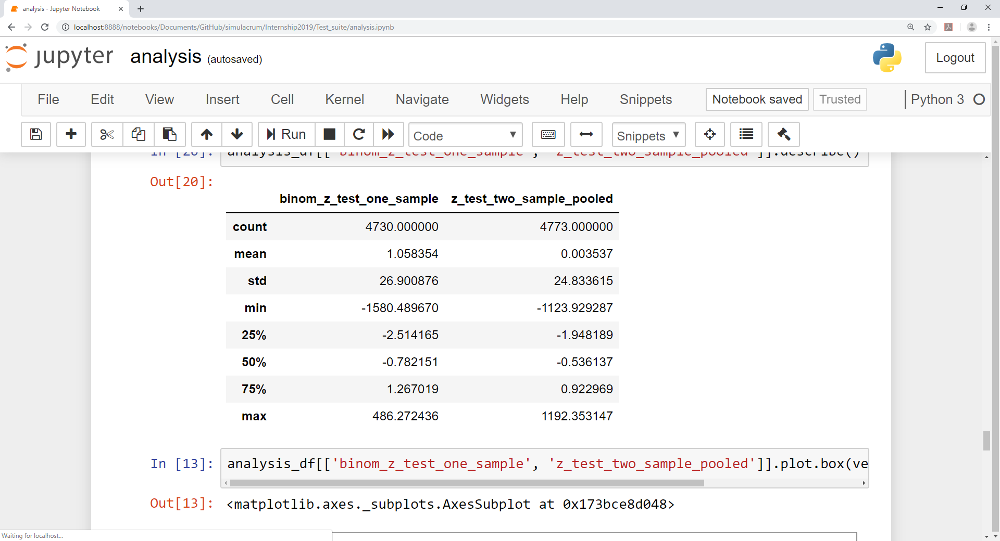 analysis - Jupyter Notebook
localhost:8888/notebooks/Documents/GitHub/simulacrum/Internship2019/Test_suite/analysis.ipynb
jupyter analysis (autosaved) Logout
File Edit View Insert Cell Kernel Navigate Widgets Help Snippets Notebook saved Trusted Python 3
Run Code Snippets
In [20]: analysis_df[['binom_z_test_one_sample', 'z_test_two_sample_pooled']].describe()
Out[20]:
binom_z_test_one_sample z_test_two_sample_pooled
count 4730.000000 4773.000000
mean 1.058354 0.003537
std 26.900876 24.833615
min -1580.489670 -1123.929287
25% -2.514165 -1.948189
50% -0.782151 -0.536137
75% 1.267019 0.922969
max 486.272436 1192.353147
In [13]: analysis_df[['binom_z_test_one_sample', 'z_test_two_sample_pooled']].plot.box(ve
Out[13]: <matplotlib.axes._subplots.AxesSubplot at 0x173bce8d048>
Waiting for localhost...